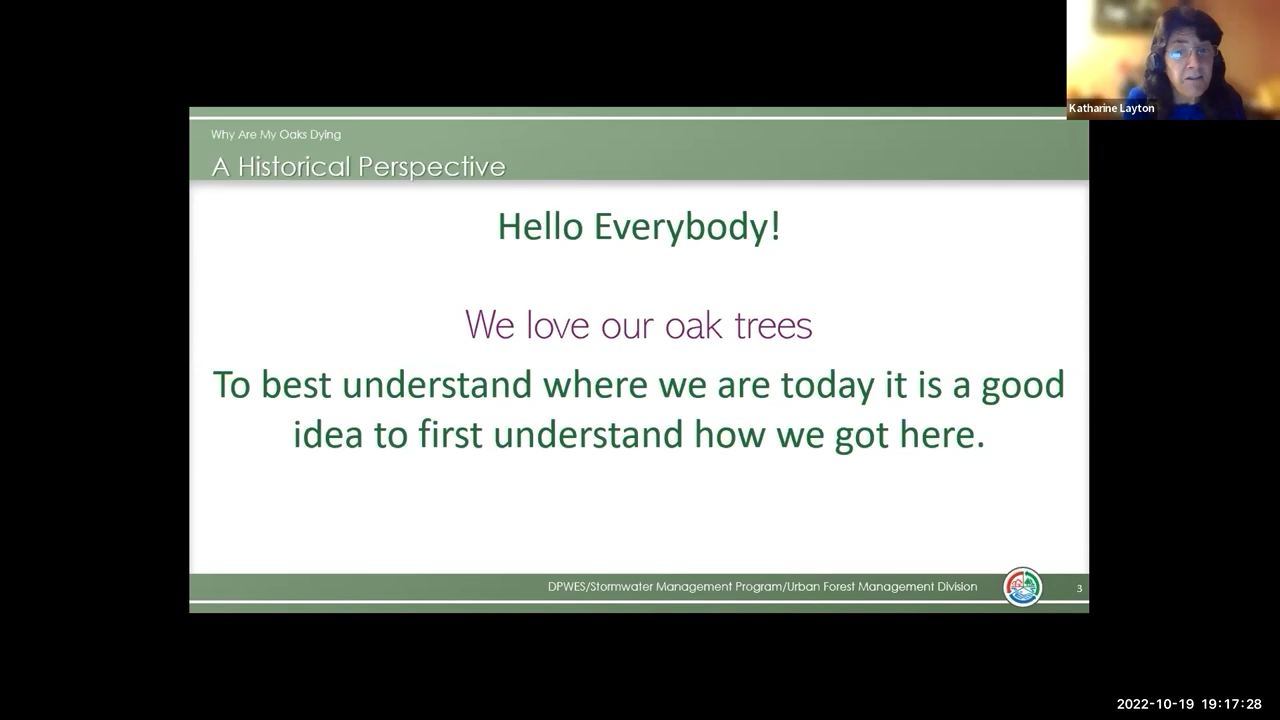 Katharine Layton
Why Are My Oaks Dying
A Historical Perspective
Hello Everybody!
We love our oak trees
To best understand where we are today it is a good
idea to first understand how we got here.
DPWES/Stormwater Management Program/Urban Forest Management Division
3
2022-10-19 19:17:28